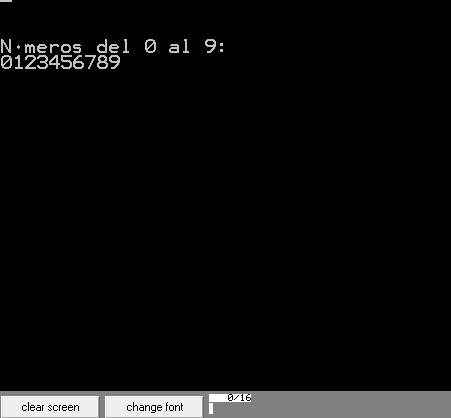 N·meros del 0 al 9:
0123456789
clear screen
change font
0/16